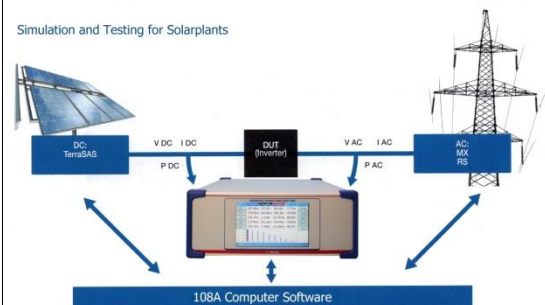 Simulation and Testing for Solarplants
DC:
TerraSAS
V DC I DC
P DC
DUT
(Inverter)
V AC I AC
P AC
AC:
MX
RS
108A Computer Software